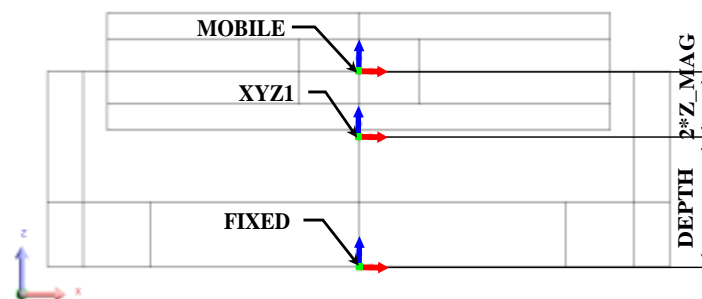 MOBILE
XYZ1
FIXED
2*Z_MAG
DEPTH
z
x